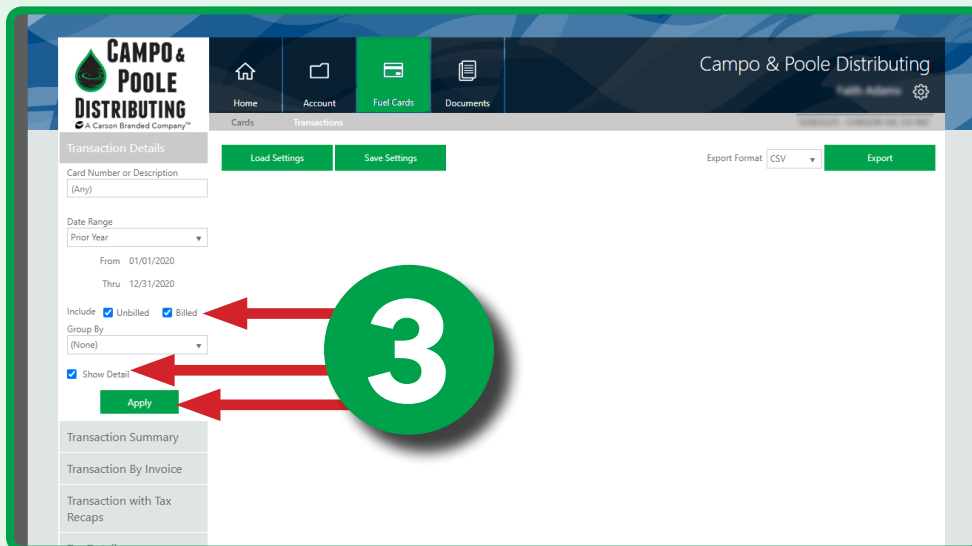 CAMPO &
POOLE
DISTRIBUTING
A Carson Branded Company™
Home
Account
Fuel Cards
Documents
Campo & Poole Distributing
Cards
Transactions
Transaction Details
Load Settings
Save Settings
Export Format
CSV
Export
Card Number or Description
(Any)
Date Range
Prior Year
From 01/01/2020
Thru 12/31/2020
Include Unbilled Billed
Group By
(None)
Show Detail
Apply
3
Transaction Summary
Transaction By Invoice
Transaction with Tax
Recaps